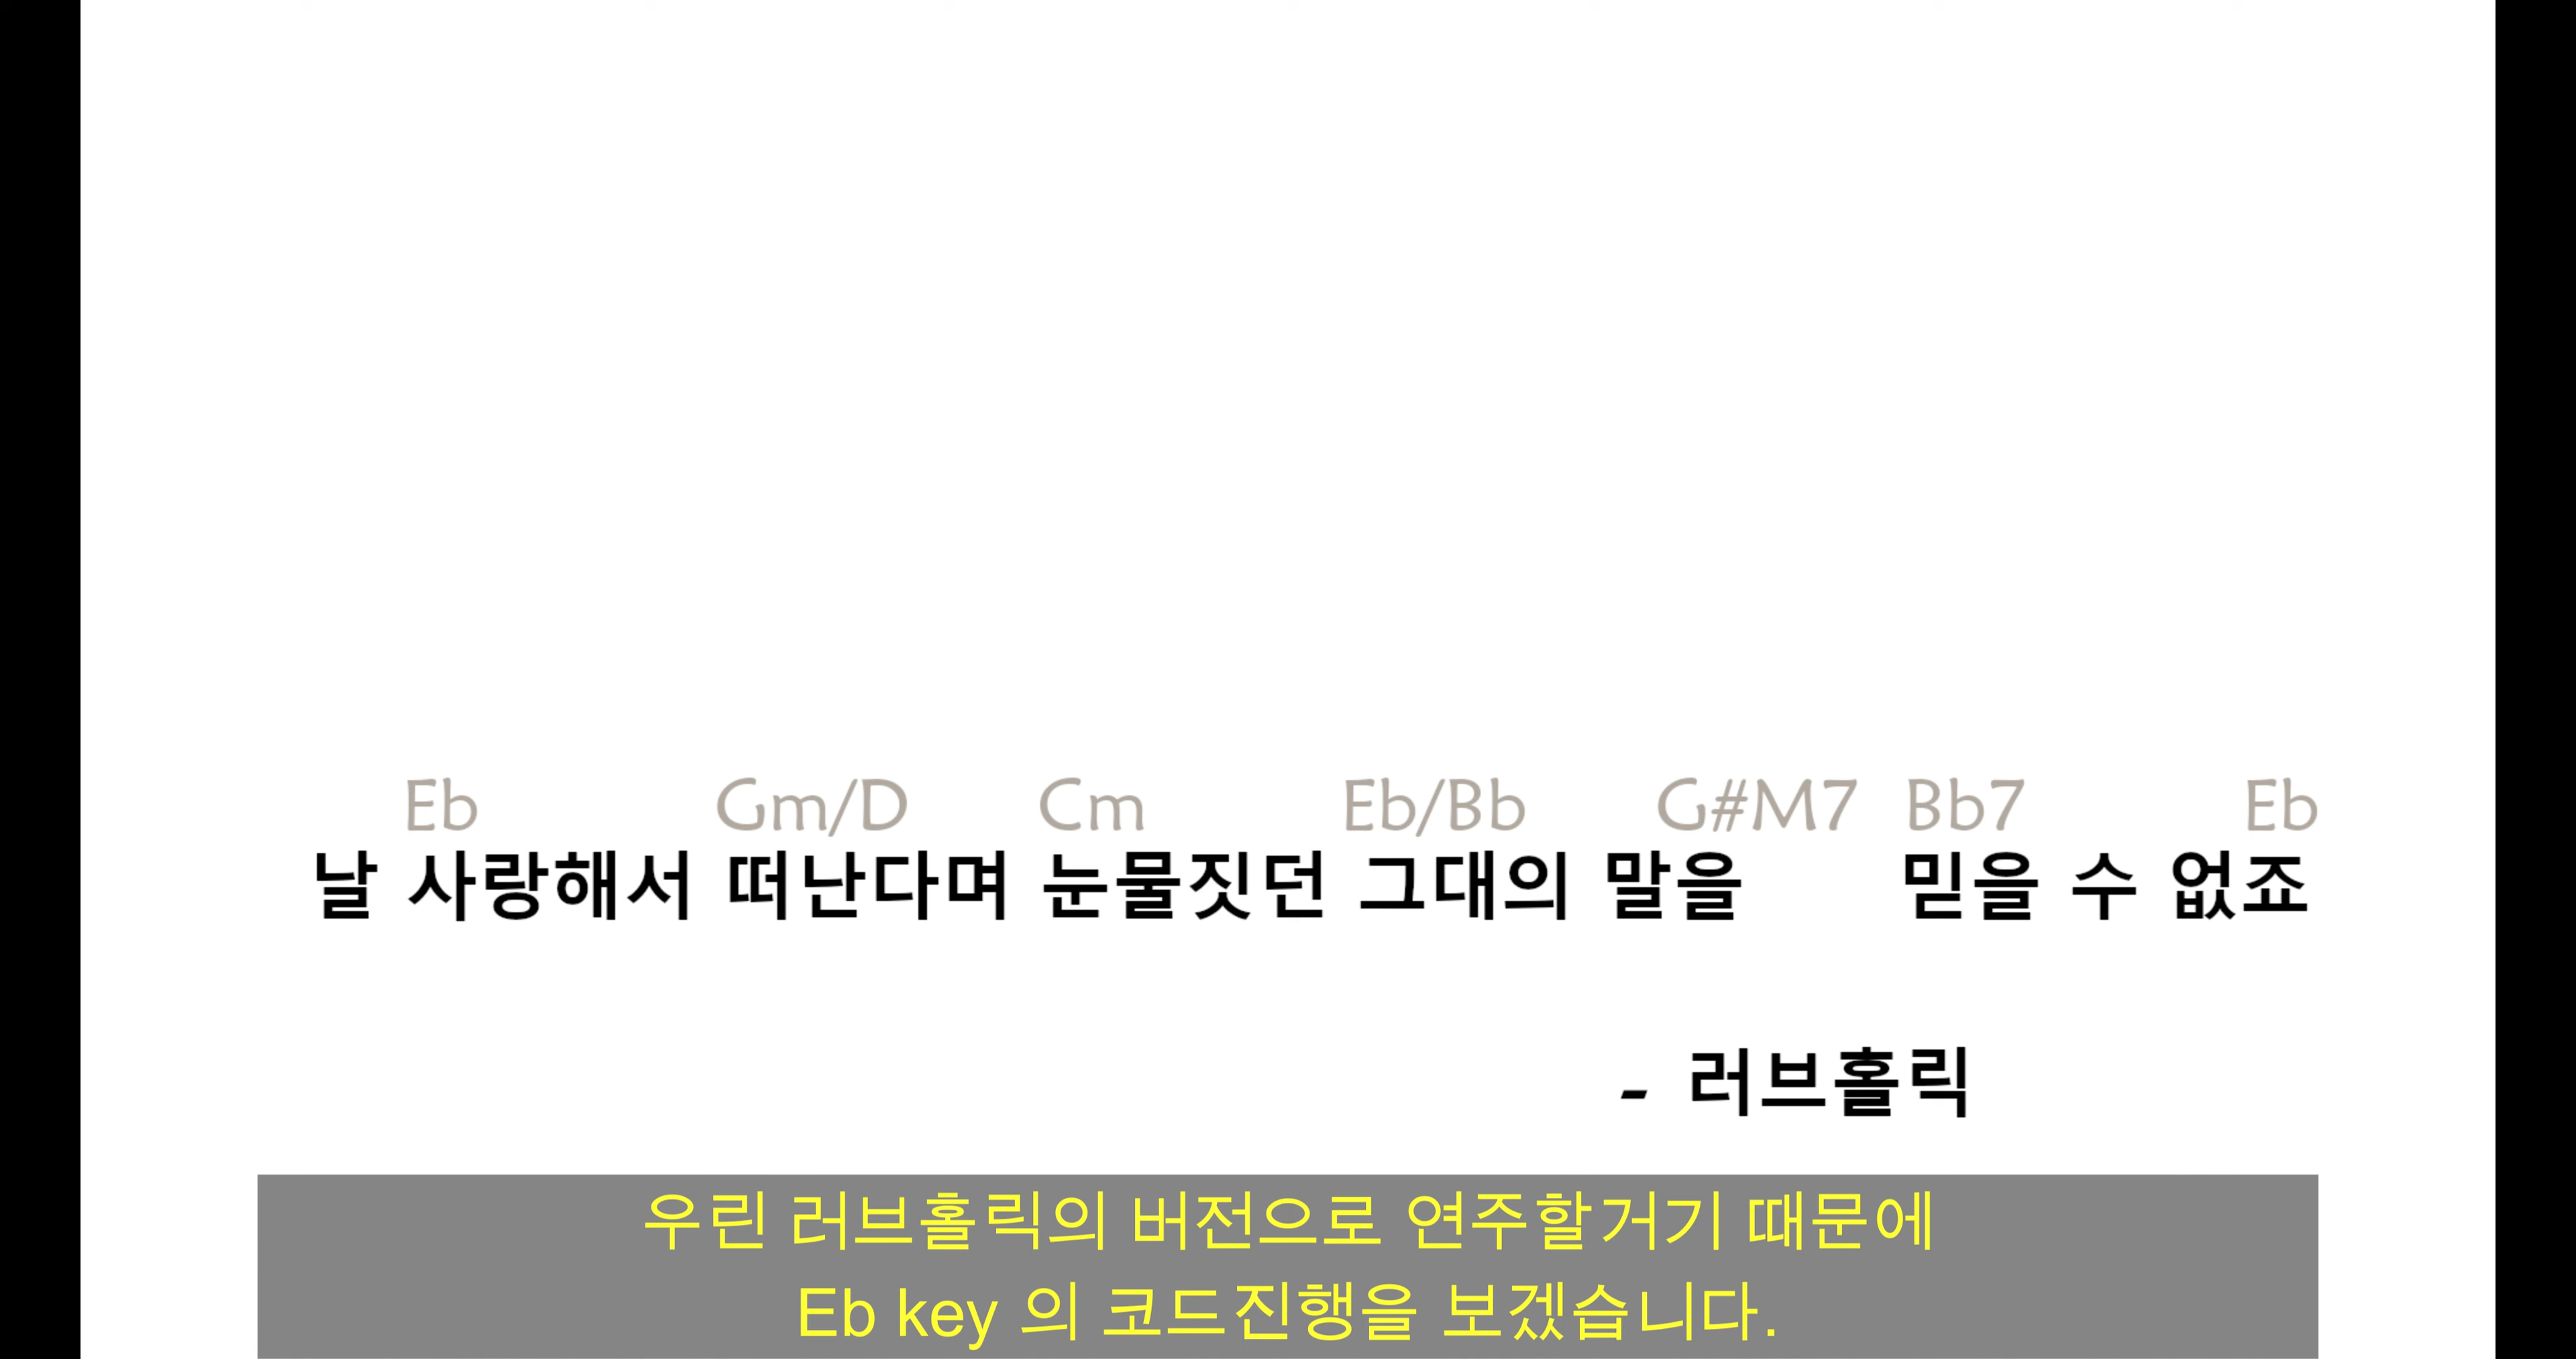 Eb Gm/D Cm Eb/Bb G#M7 Bb7 Eb
날 사랑해서 떠난다며 눈물짓던 그대의 말을 믿을 수 없죠
- 러브홀릭
우린 러브홀릭의 버전으로 연주할거기 때문에
Eb key 의 코드진행을 보겠습니다.